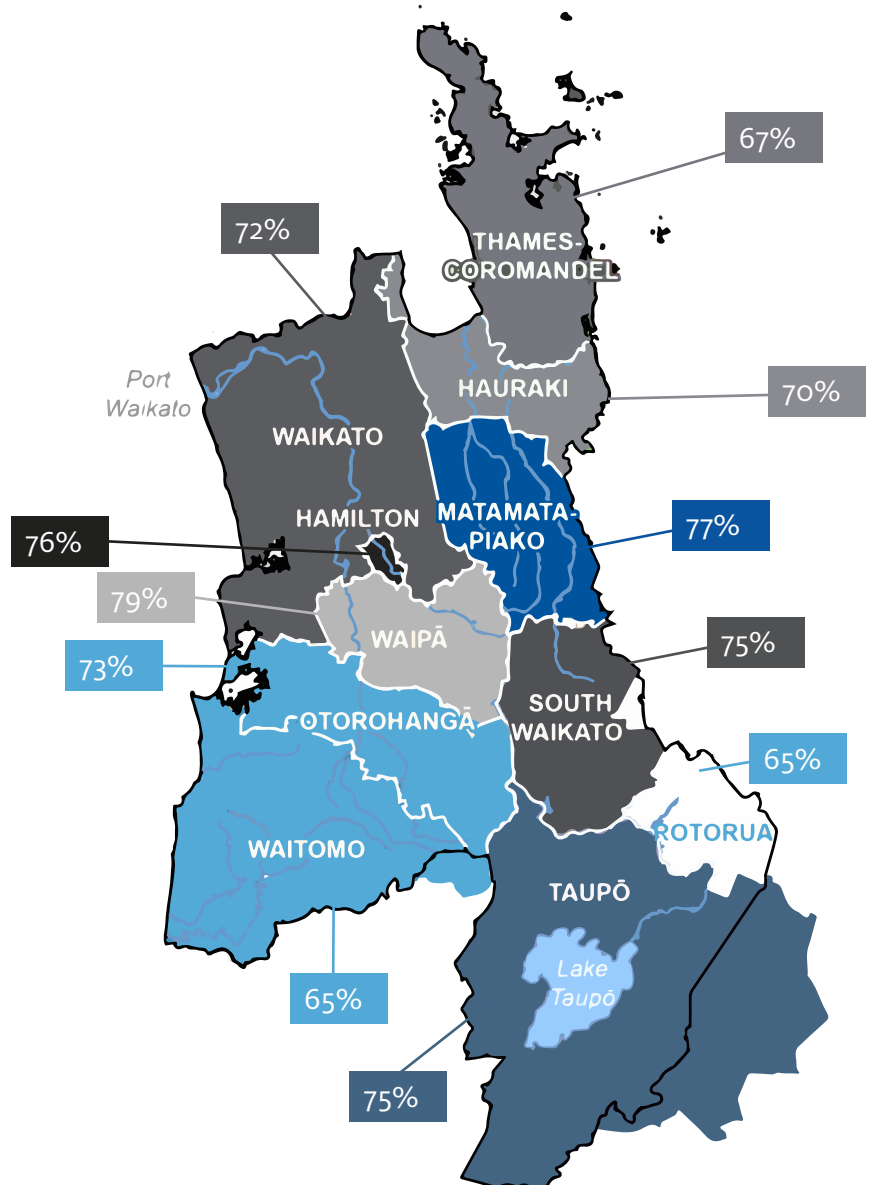 67%
72%
THAMES-
COROMANDEL
Port
Waikato
HAURAKI
70%
WAIKATO
HAMILTON
MATAMATA-
PIAKO
77%
76%
79%
WAIPĀ
73%
75%
OTOROHANGĀ
SOUTH
WAIKATO
65%
ROTORUA
WAITOMO
TAUPŌ
Lake
Taupō
65%
75%